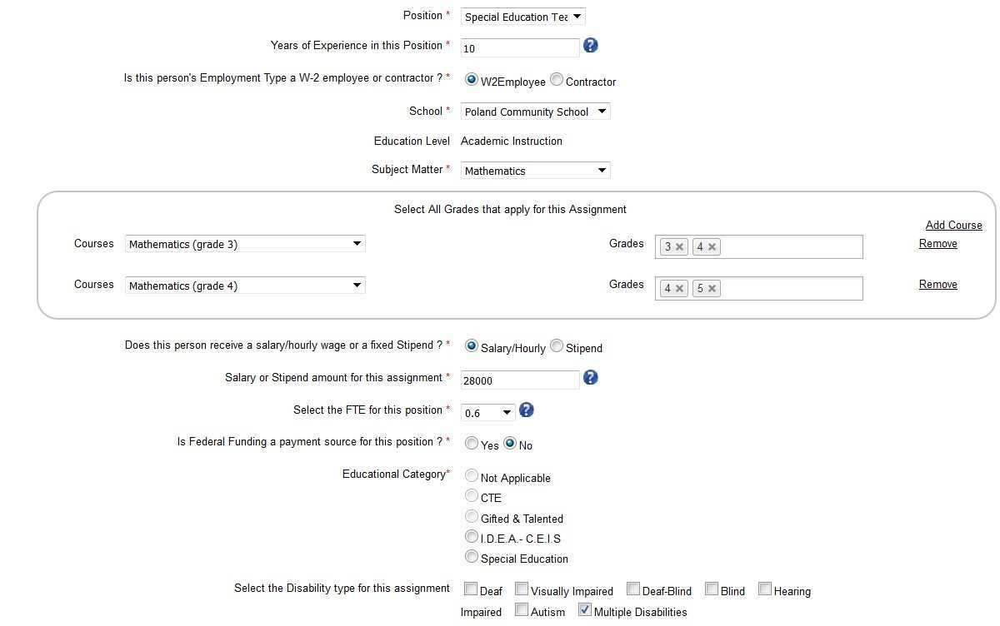 Position * Special Education Tea
Years of Experience in this Position * 10 ?
Is this person's Employment Type a W-2 employee or contractor ? * W2Employee Contractor
School * Poland Community School
Education Level Academic Instruction
Subject Matter * Mathematics
Select All Grades that apply for this Assignment
Add Course
Courses Mathematics (grade 3) Grades 3 × 4 × Remove
Courses Mathematics (grade 4) Grades 4 × 5 × Remove
Does this person receive a salary/hourly wage or a fixed Stipend ? * Salary/Hourly Stipend
Salary or Stipend amount for this assignment * 28000 ?
Select the FTE for this position * 0.6 ?
Is Federal Funding a payment source for this position ? * Yes No
Educational Category* Not Applicable
CTE
Gifted & Talented
I.D.E.A.- C.E.I.S
Special Education
Select the Disability type for this assignment Deaf Visually Impaired Deaf-Blind Blind Hearing
Impaired Autism Multiple Disabilities